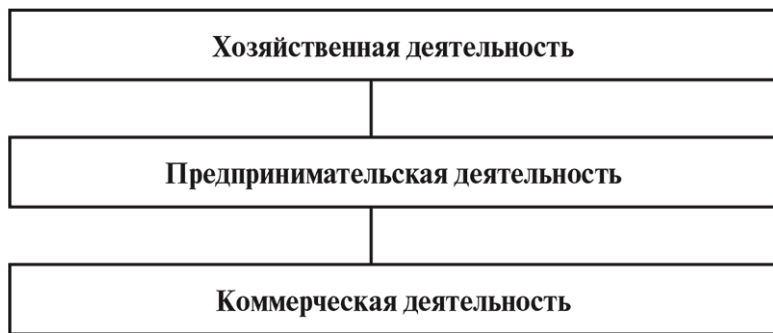 Хозяйственная деятельность
Предпринимательская деятельность
Коммерческая деятельность